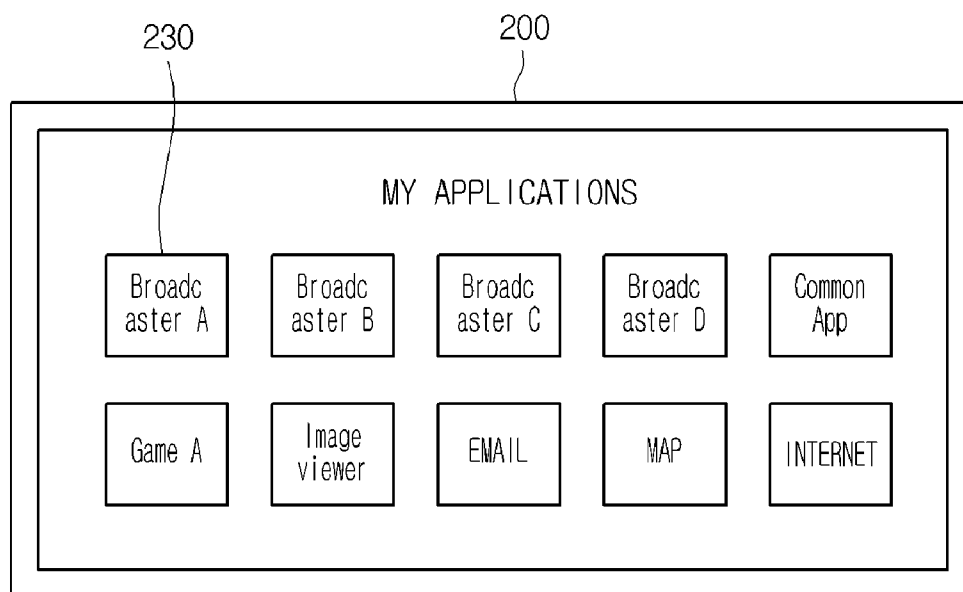 230
200
MY APPLICATIONS
Broadc
aster A
Broadc
aster B
Broadc
aster C
Broadc
aster D
Common
App
Game A
Image
viewer
EMAIL
MAP
INTERNET